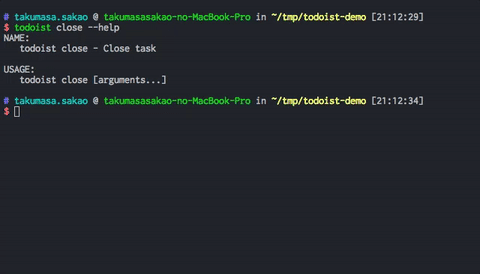 # takumasa.sakao @ takumasasakao-no-MacBook-Pro in ~/tmp/todoist-demo [21:12:29]
$ todoist close --help
NAME:
   todoist close - Close task

USAGE:
   todoist close [arguments...]

# takumasa.sakao @ takumasasakao-no-MacBook-Pro in ~/tmp/todoist-demo [21:12:34]
$